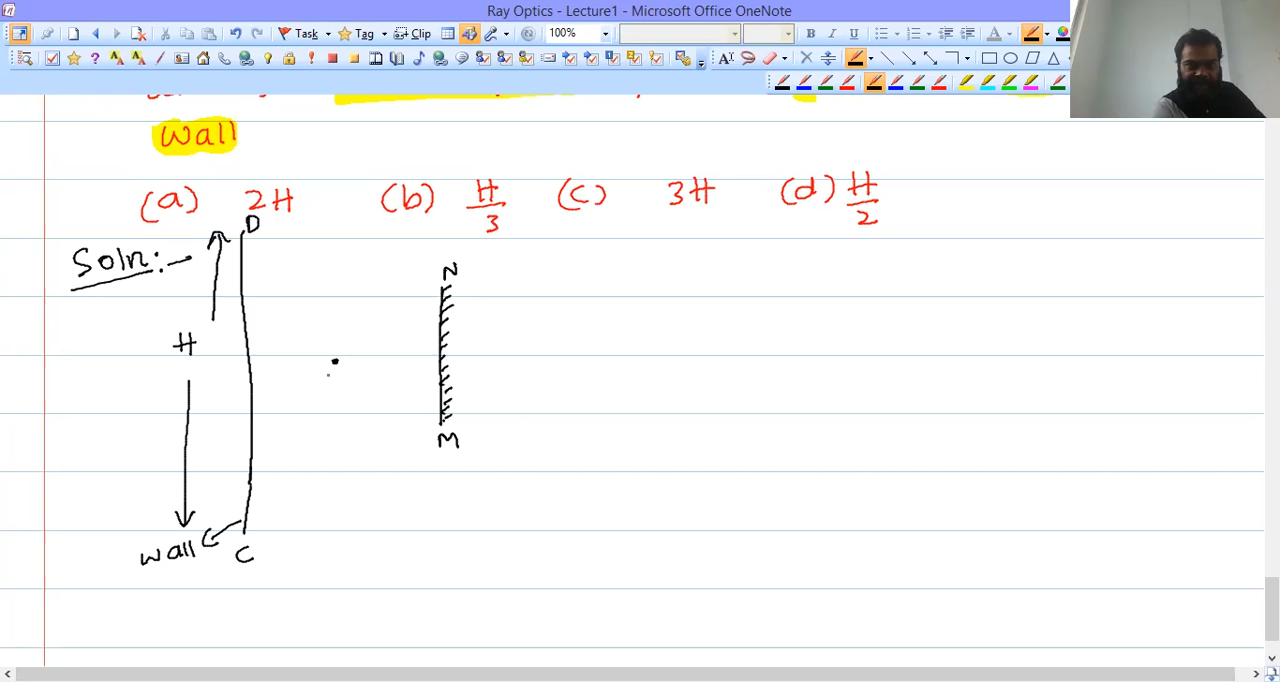 Ray Optics - Lecture1 - Microsoft Office OneNote
Task Tag Clip 100% B I U A
wall
(a) 2H (b) H/3 (c) 3H (d) H/2
Soln:-
D
N
H
M
wall
C